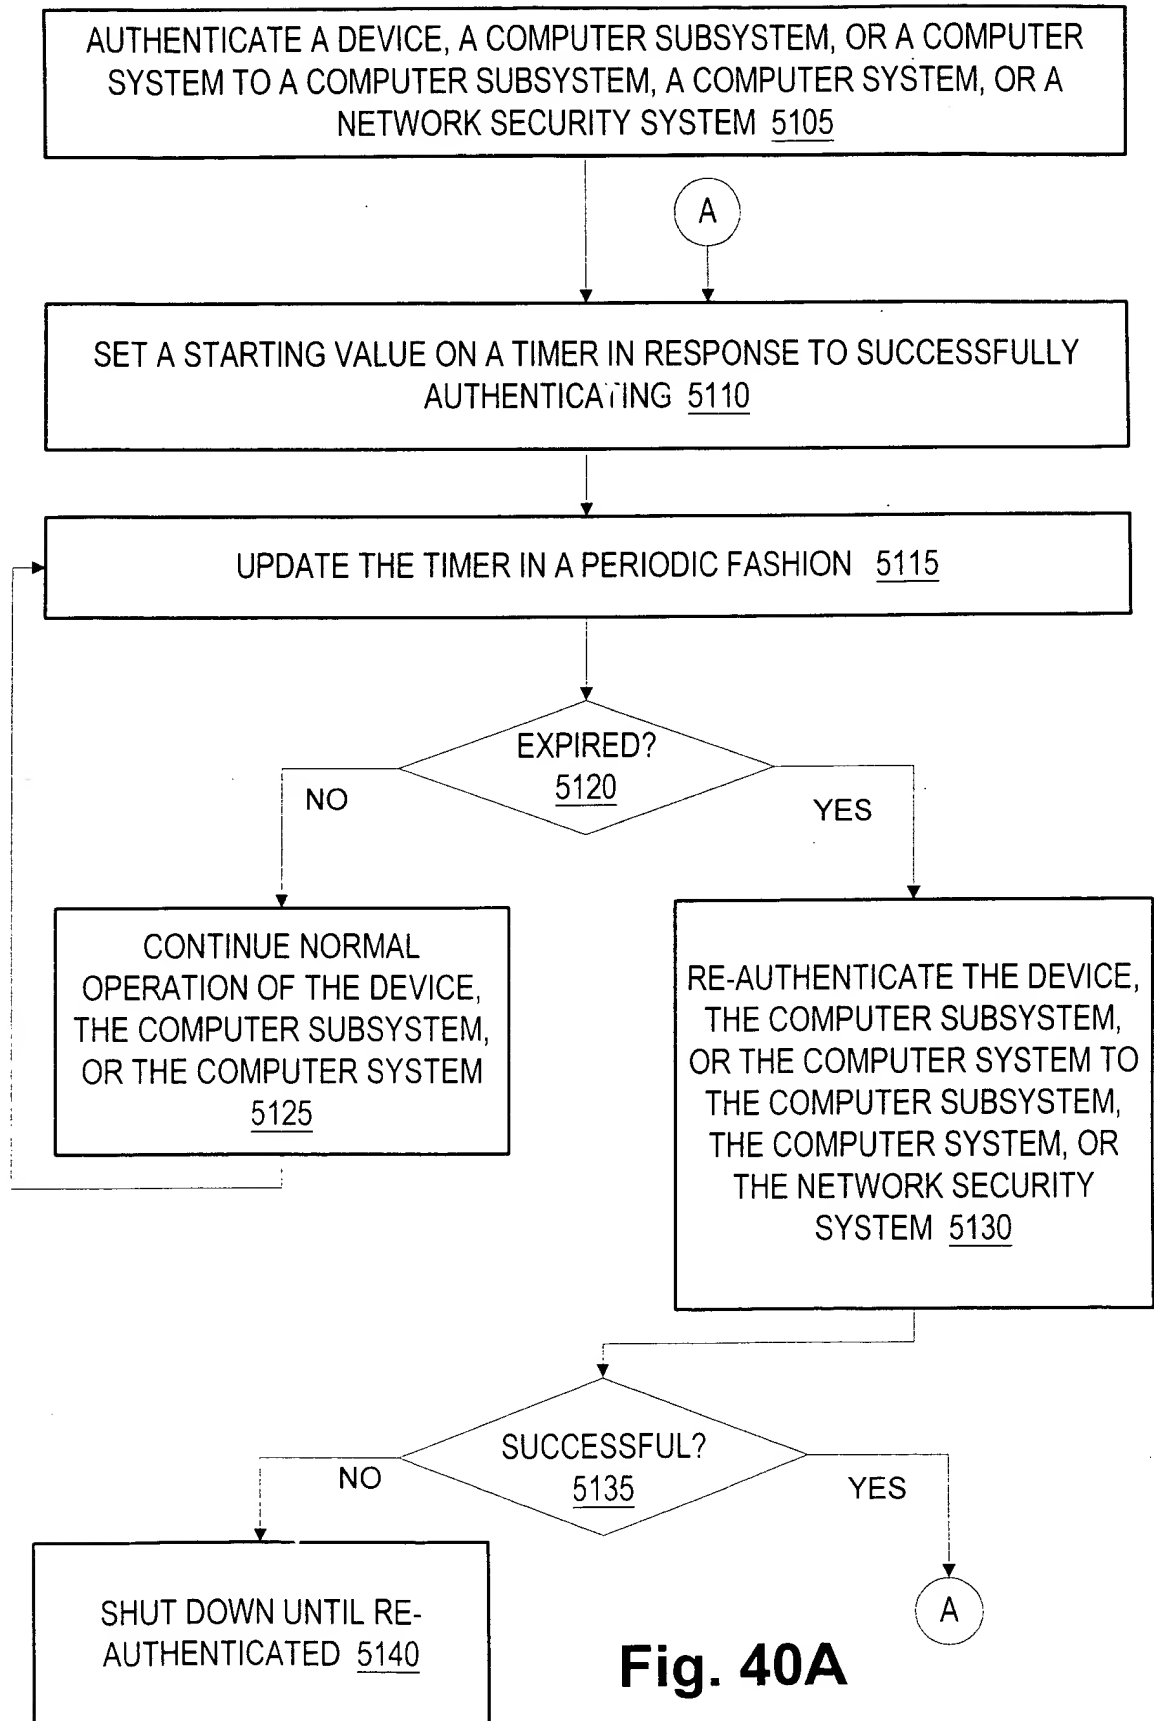 AUTHENTICATE A DEVICE, A COMPUTER SUBSYSTEM, OR A COMPUTER
SYSTEM TO A COMPUTER SUBSYSTEM, A COMPUTER SYSTEM, OR A
NETWORK SECURITY SYSTEM 5105
A
SET A STARTING VALUE ON A TIMER IN RESPONSE TO SUCCESSFULLY
AUTHENTICATING 5110
UPDATE THE TIMER IN A PERIODIC FASHION 5115
EXPIRED?
5120
NO
YES
CONTINUE NORMAL
OPERATION OF THE DEVICE,
THE COMPUTER SUBSYSTEM,
OR THE COMPUTER SYSTEM
5125
RE-AUTHENTICATE THE DEVICE,
THE COMPUTER SUBSYSTEM,
OR THE COMPUTER SYSTEM TO
THE COMPUTER SUBSYSTEM,
THE COMPUTER SYSTEM, OR
THE NETWORK SECURITY
SYSTEM 5130
SUCCESSFUL?
5135
NO
YES
SHUT DOWN UNTIL RE-
AUTHENTICATED 5140
A
Fig. 40A